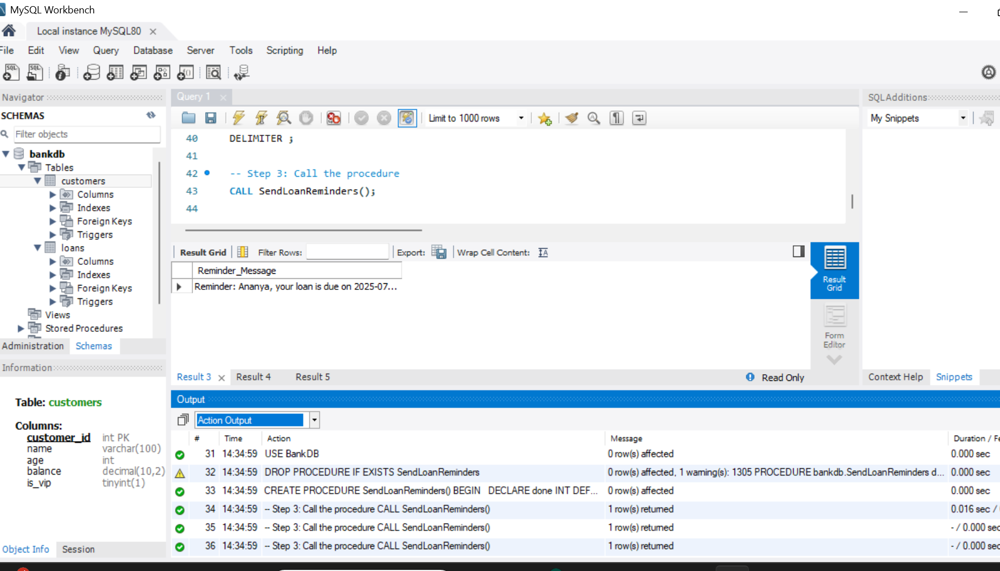 MySQL Workbench
Local instance MySQL80
File Edit View Query Database Server Tools Scripting Help
Navigator
SCHEMAS
Filter objects
bankdb
Tables
customers
Columns
Indexes
Foreign Keys
Triggers
loans
Columns
Indexes
Foreign Keys
Triggers
Views
Stored Procedures
Administration Schemas
Information
Table: customers
Columns:
customer_id int PK
name varchar(100)
age int
balance decimal(10,2)
is_vip tinyint(1)
Object Info Session
Query 1
Limit to 1000 rows
40 DELIMITER ;
41
42 -- Step 3: Call the procedure
43 CALL SendLoanReminders();
44
Result Grid Filter Rows: Export: Wrap Cell Content:
Reminder_Message
Reminder: Ananya, your loan is due on 2025-07...
Result Grid
Form Editor
Result 3 Result 4 Result 5 Read Only
SQLAdditions
My Snippets
Context Help Snippets
Output
Action Output
# Time Action Message Duration /
31 14:34:59 USE BankDB 0 row(s) affected 0.000 sec
32 14:34:59 DROP PROCEDURE IF EXISTS SendLoanReminders 0 row(s) affected, 1 warning(s): 1305 PROCEDURE bankdb.SendLoanReminders d... 0.000 sec
33 14:34:59 CREATE PROCEDURE SendLoanReminders() BEGIN DECLARE done INT DEF... 0 row(s) affected 0.000 sec
34 14:34:59 -- Step 3: Call the procedure CALL SendLoanReminders() 1 row(s) returned 0.016 sec /
35 14:34:59 -- Step 3: Call the procedure CALL SendLoanReminders() 1 row(s) returned - / 0.000 sec
36 14:34:59 -- Step 3: Call the procedure CALL SendLoanReminders() 1 row(s) returned - / 0.000 sec